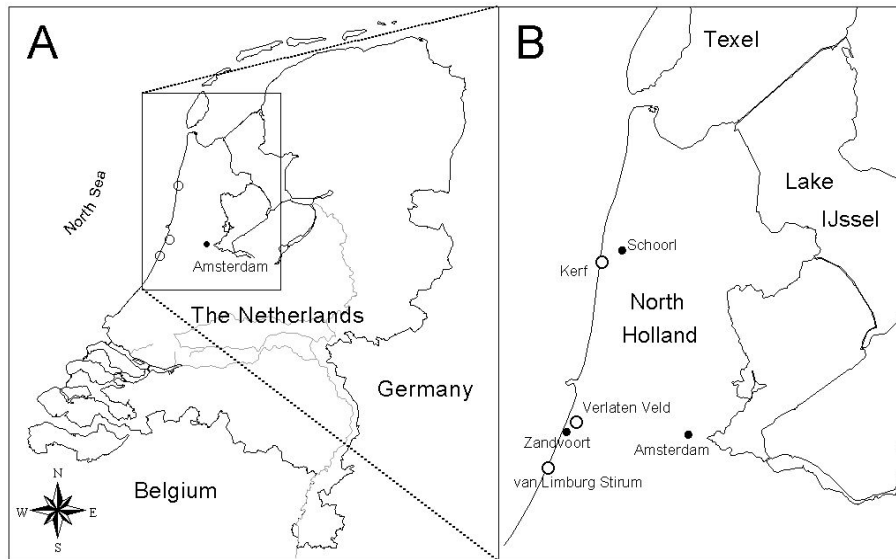 A
North Sea
Amsterdam
The Netherlands
Germany
Belgium
N
W E
S
B
Texel
Lake
IJssel
Schoorl
Kerf
North
Holland
Verlaten Veld
Zandvoort
Amsterdam
van Limburg Stirum